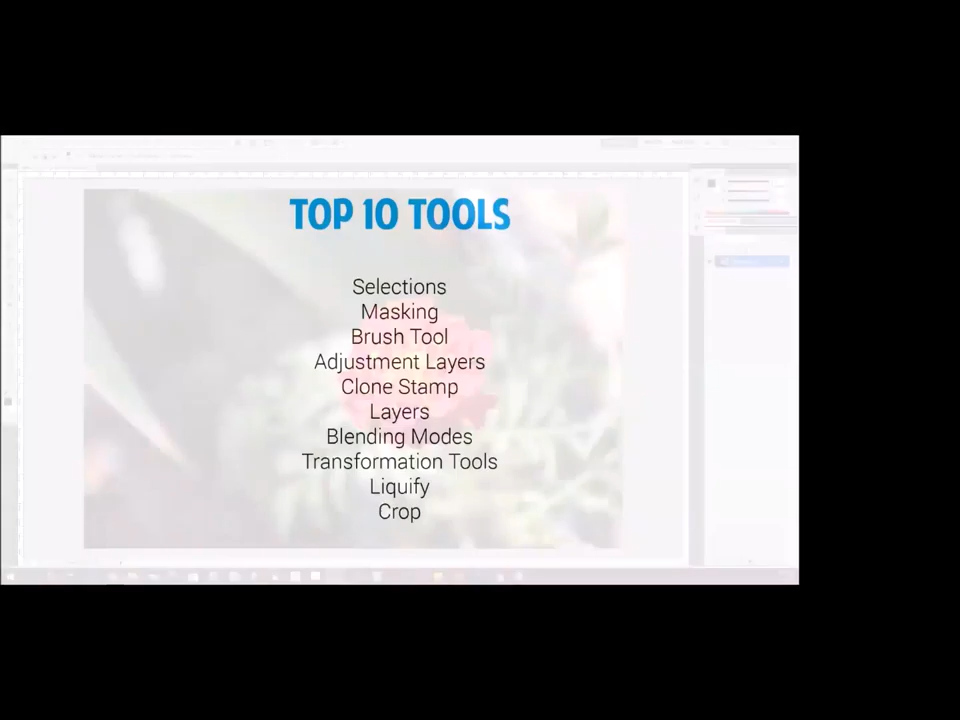 TOP 10 TOOLS
Selections
Masking
Brush Tool
Adjustment Layers
Clone Stamp
Layers
Blending Modes
Transformation Tools
Liquify
Crop